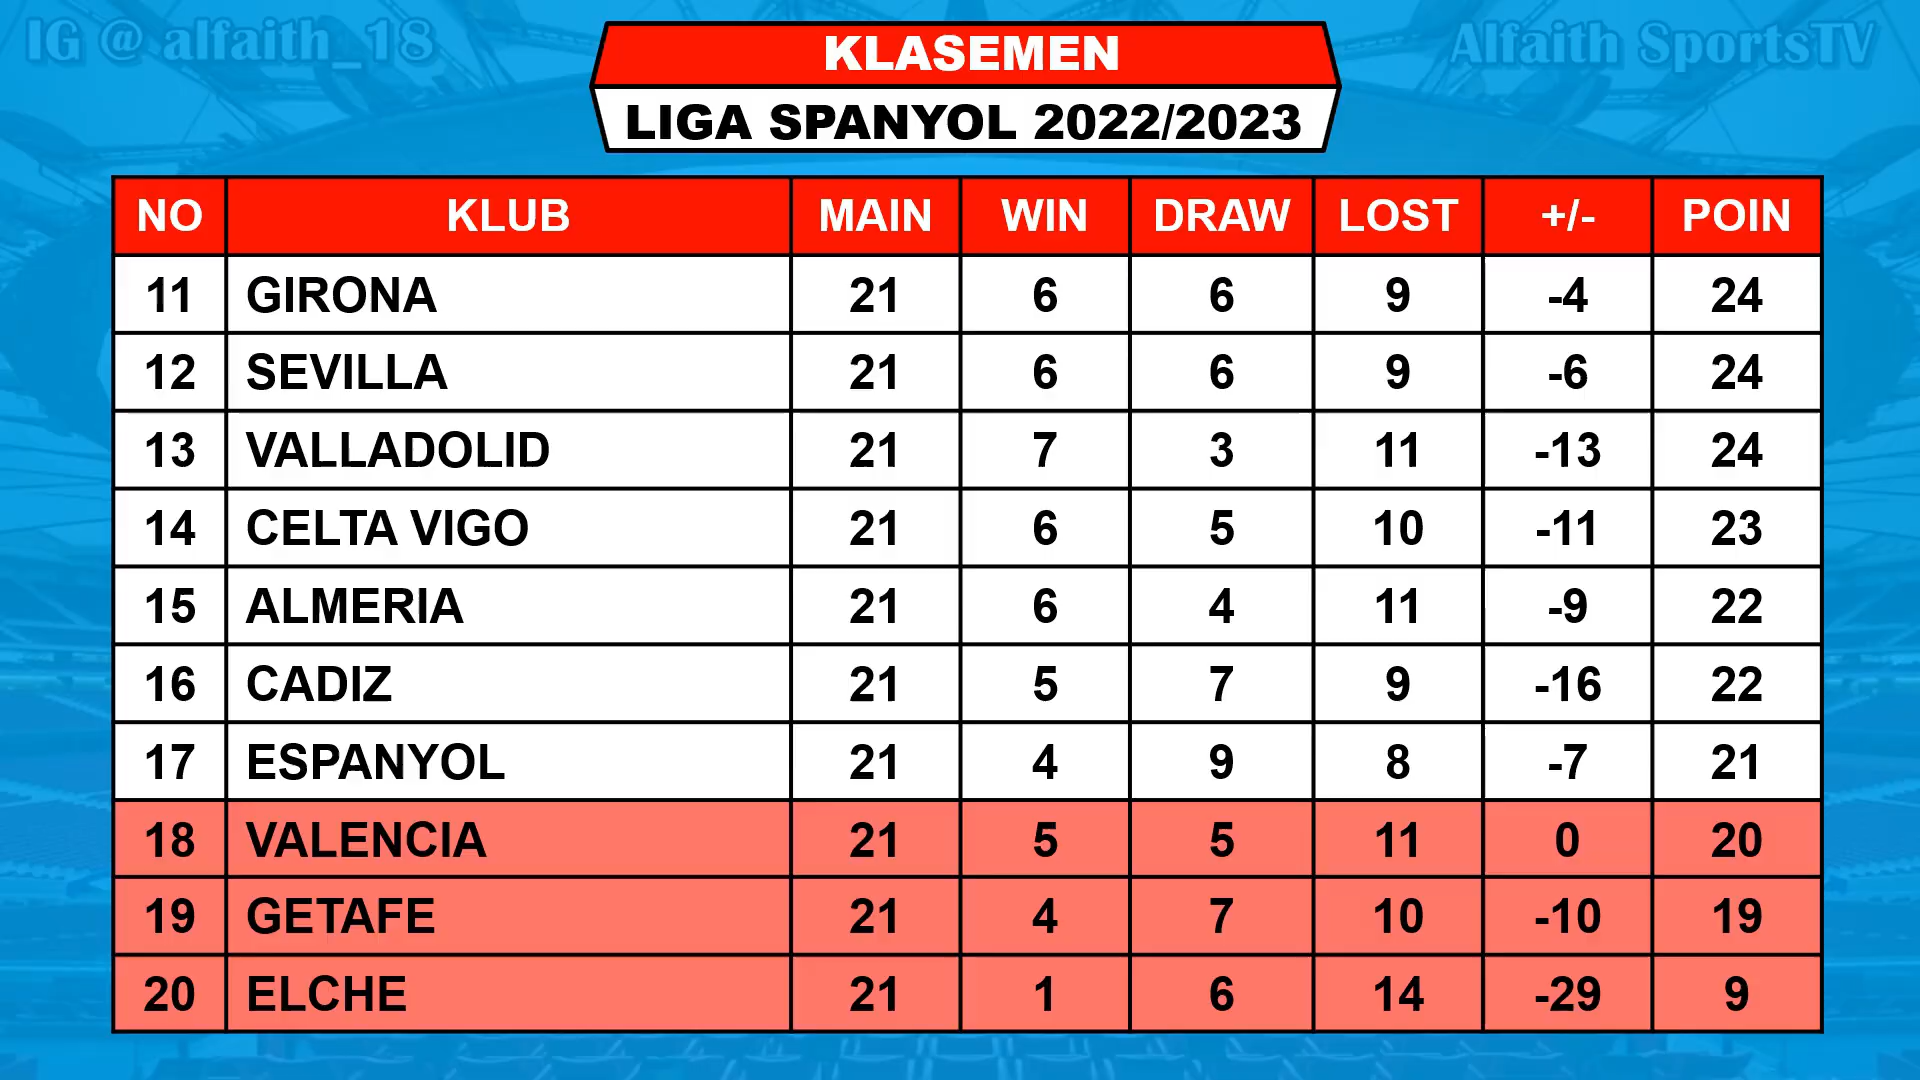 IG @ alfaith_18
Alfaith SportsTV
KLASEMEN
LIGA SPANYOL 2022/2023
NO KLUB MAIN WIN DRAW LOST +/- POIN
11 GIRONA 21 6 6 9 -4 24
12 SEVILLA 21 6 6 9 -6 24
13 VALLADOLID 21 7 3 11 -13 24
14 CELTA VIGO 21 6 5 10 -11 23
15 ALMERIA 21 6 4 11 -9 22
16 CADIZ 21 5 7 9 -16 22
17 ESPANYOL 21 4 9 8 -7 21
18 VALENCIA 21 5 5 11 0 20
19 GETAFE 21 4 7 10 -10 19
20 ELCHE 21 1 6 14 -29 9